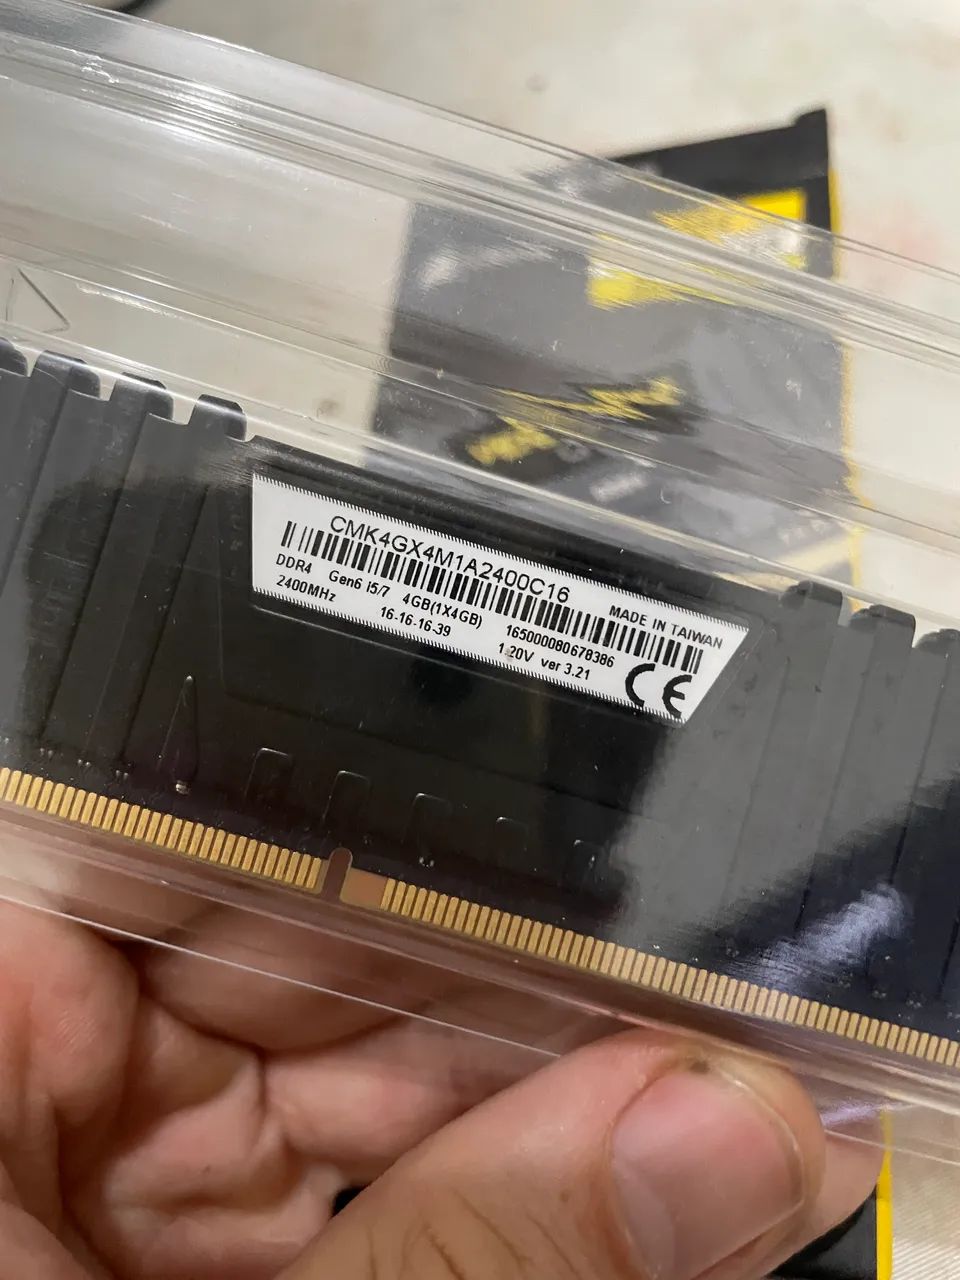 CMK4GX4M1A2400C16
MADE IN TAIWAN
DDR4 Gen6 I5/7 4GB(1X4GB) 165000080678386
2400MHz 16-16-16-39 1.20V ver 3.21
CE